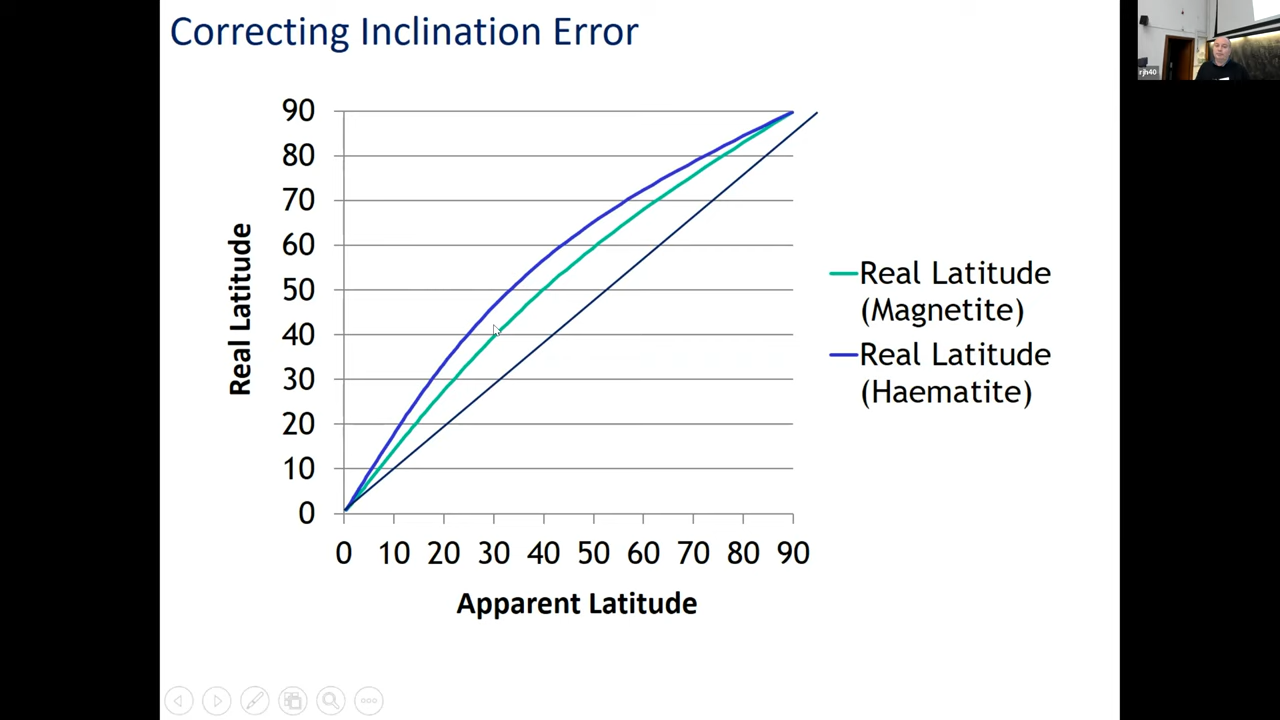 Correcting Inclination Error
rjh40
90
80
70
60
50
40
30
20
10
0
Real Latitude
0 10 20 30 40 50 60 70 80 90
Apparent Latitude
Real Latitude
(Magnetite)
Real Latitude
(Haematite)